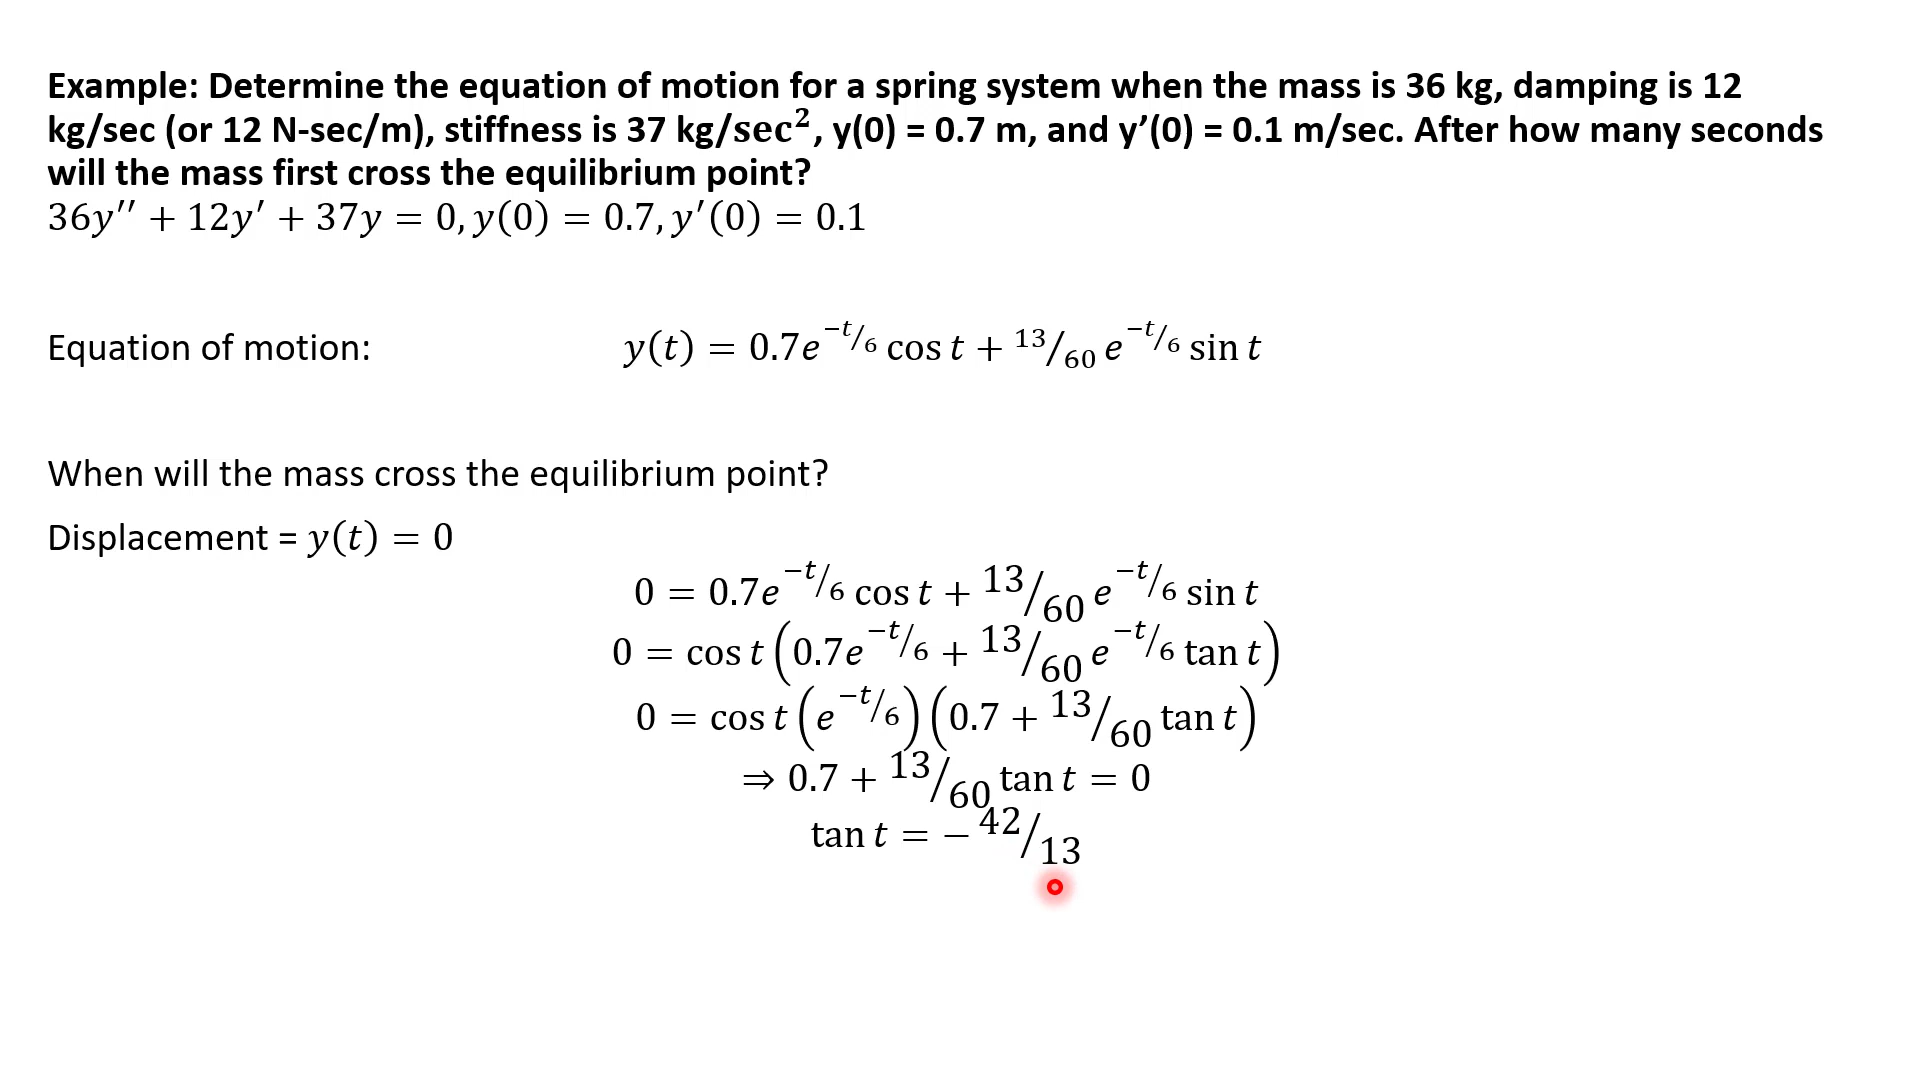 Example: Determine the equation of motion for a spring system when the mass is 36 kg, damping is 12
kg/sec (or 12 N-sec/m), stiffness is 37 kg/sec², y(0) = 0.7 m, and y’(0) = 0.1 m/sec. After how many seconds
will the mass first cross the equilibrium point?
36y′′ + 12y′ + 37y = 0, y(0) = 0.7, y′(0) = 0.1
Equation of motion: y(t) = 0.7e^(−t/6) cos t + 13/60 e^(−t/6) sin t
When will the mass cross the equilibrium point?
Displacement = y(t) = 0
0 = 0.7e^(−t/6) cos t + 13/60 e^(−t/6) sin t
0 = cos t (0.7e^(−t/6) + 13/60 e^(−t/6) tan t)
0 = cos t (e^(−t/6)) (0.7 + 13/60 tan t)
⇒ 0.7 + 13/60 tan t = 0
tan t = − 42/13